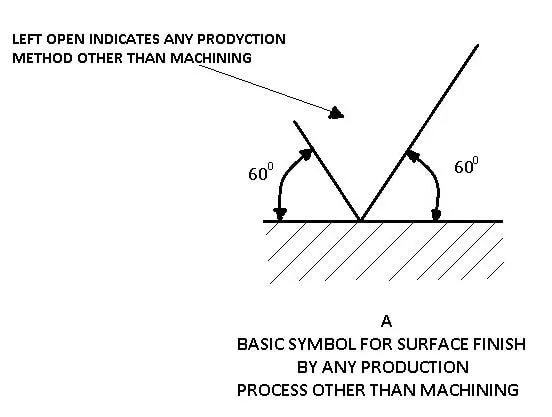 LEFT OPEN INDICATES ANY PRODYCTION
METHOD OTHER THAN MACHINING
60⁰
60⁰
A
BASIC SYMBOL FOR SURFACE FINISH
BY ANY PRODUCTION
PROCESS OTHER THAN MACHINING